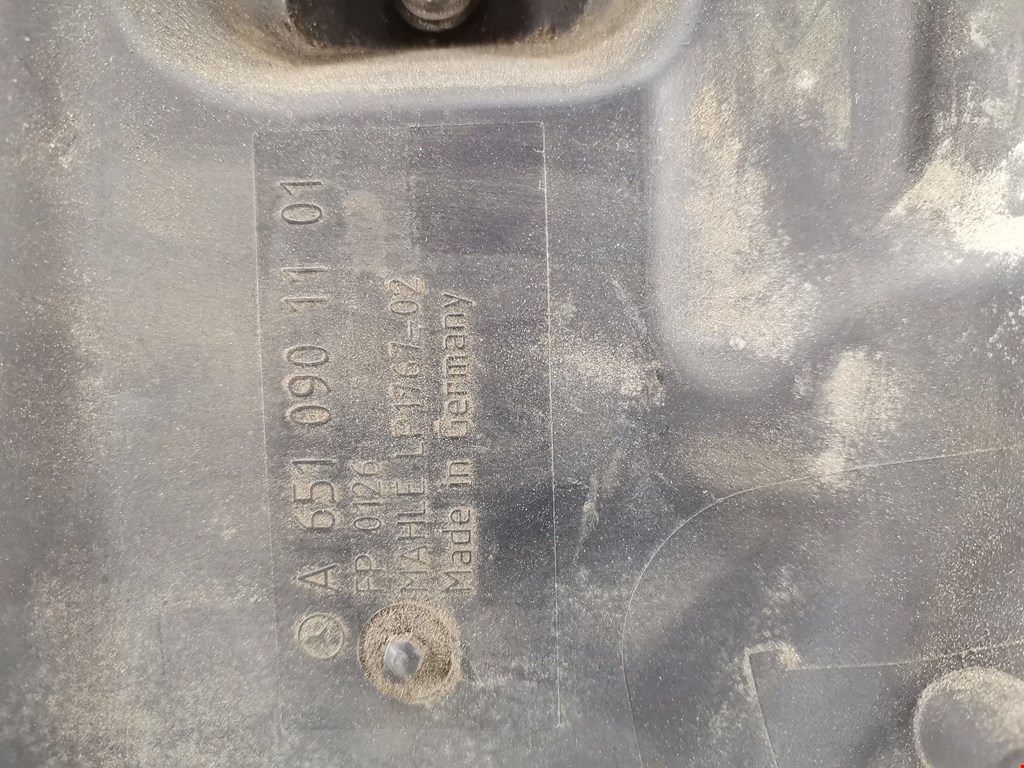 A 651 090 11 01
FP 0126
MAHLE LP1767-02
Made in Germany